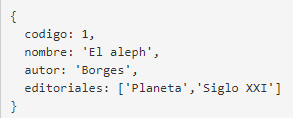 {
  codigo: 1,
  nombre: 'El aleph',
  autor: 'Borges',
  editoriales: ['Planeta','Siglo XXI']
}